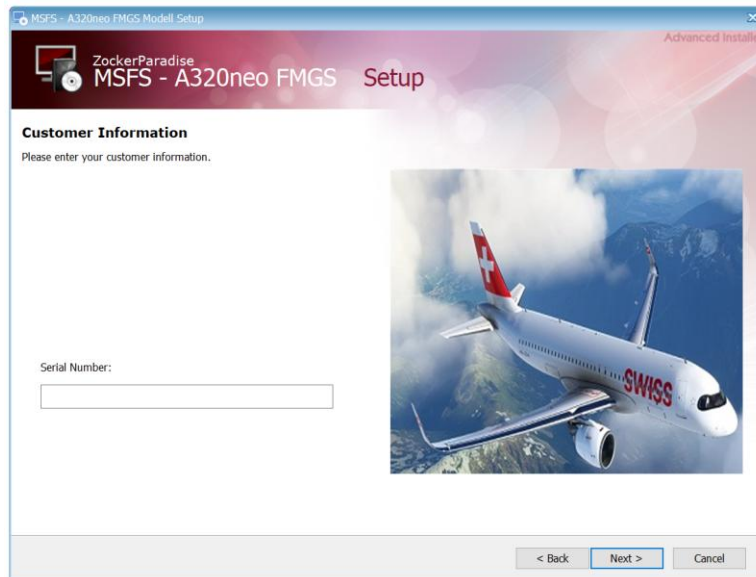 MSFS - A320neo FMGS Modell Setup
Advanced Installe
ZockerParadise
MSFS - A320neo FMGS Setup
Customer Information
Please enter your customer information.
Serial Number:
SWISS
< Back Next > Cancel